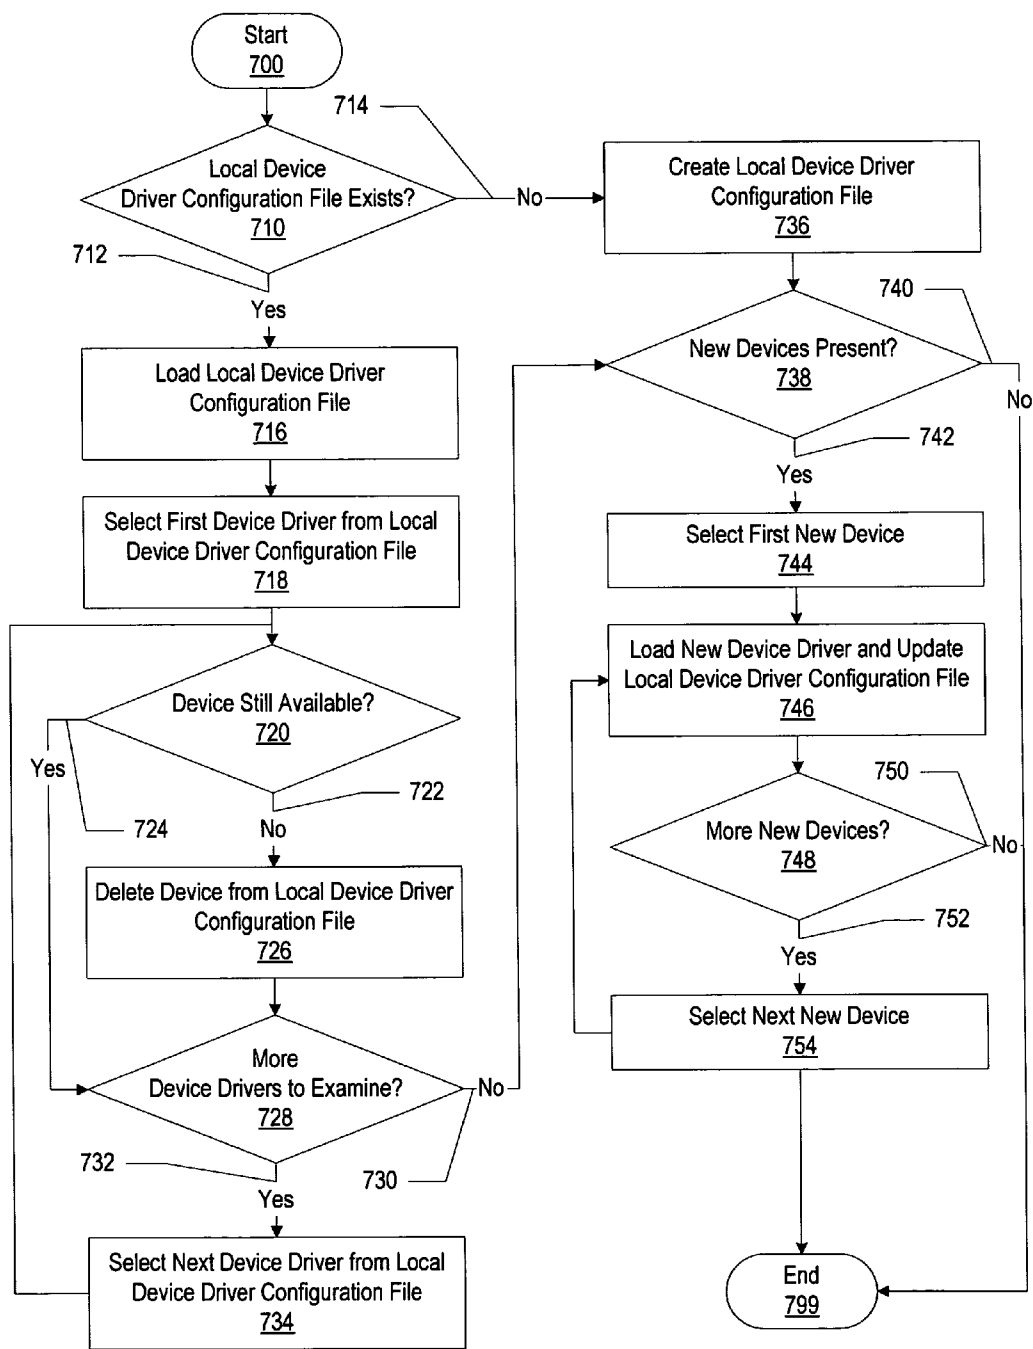 Start
700
714
Local Device
Driver Configuration File Exists?
710
No
Create Local Device Driver
Configuration File
736
712
Yes
740
Load Local Device Driver
Configuration File
716
New Devices Present?
738
No
742
Yes
Select First Device Driver from Local
Device Driver Configuration File
718
Select First New Device
744
Load New Device Driver and Update
Local Device Driver Configuration File
746
Device Still Available?
720
Yes
722
724
No
750
More New Devices?
748
No
Delete Device from Local Device Driver
Configuration File
726
752
Yes
Select Next New Device
754
More
Device Drivers to Examine?
728
No
732
730
Yes
Select Next Device Driver from Local
Device Driver Configuration File
734
End
799